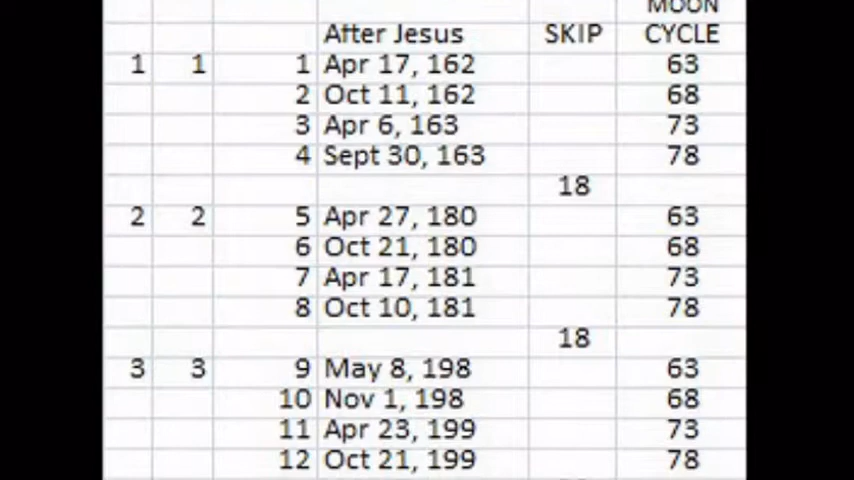 MOON
After Jesus SKIP CYCLE
1 1 1 Apr 17, 162 63
2 Oct 11, 162 68
3 Apr 6, 163 73
4 Sept 30, 163 78
18
2 2 5 Apr 27, 180 63
6 Oct 21, 180 68
7 Apr 17, 181 73
8 Oct 10, 181 78
18
3 3 9 May 8, 198 63
10 Nov 1, 198 68
11 Apr 23, 199 73
12 Oct 21, 199 78